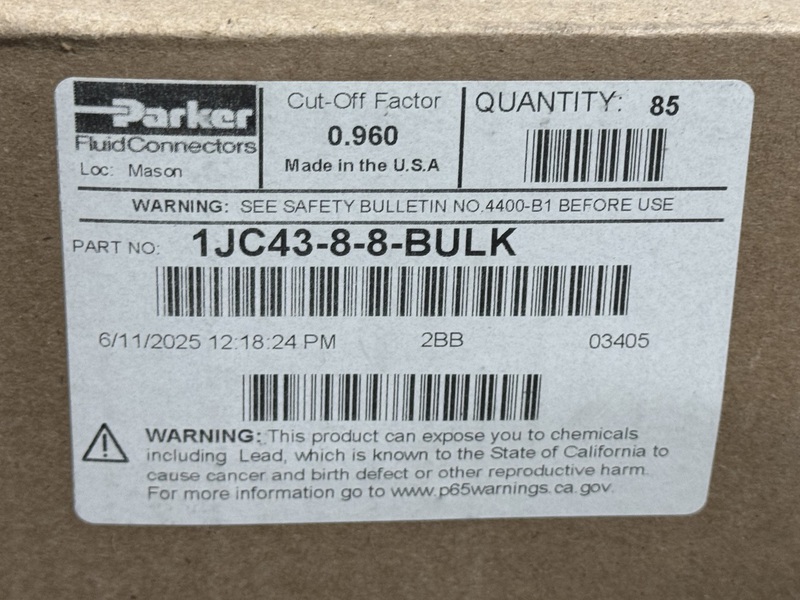 Parker
FluidConnectors
Loc: Mason
Cut-Off Factor
0.960
Made in the U.S.A
QUANTITY: 85
WARNING: SEE SAFETY BULLETIN NO.4400-B1 BEFORE USE
PART NO: 1JC43-8-8-BULK
6/11/2025 12:18:24 PM 2BB 03405
WARNING: This product can expose you to chemicals
including Lead, which is known to the State of California to
cause cancer and birth defect or other reproductive harm.
For more information go to www.p65warnings.ca.gov.